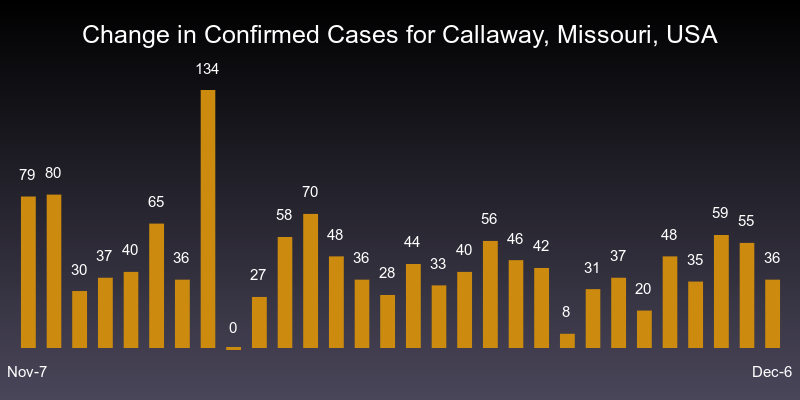 Change in Confirmed Cases for Callaway, Missouri, USA
134
79 80 30 37 40 65 36 0 27 58 70 48 36 28 44 33 40 56 46 42 8 31 37 20 48 35 59 55 36
Nov-7 Dec-6